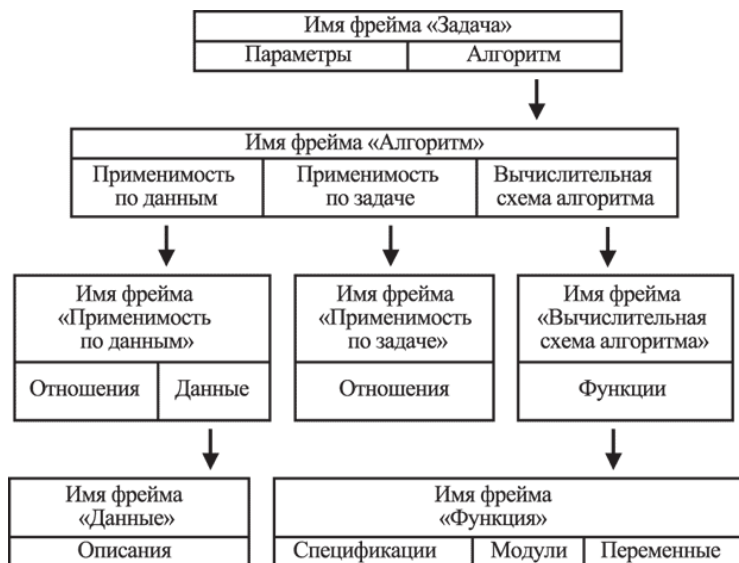 Имя фрейма «Задача»
Параметры
Алгоритм
Имя фрейма «Алгоритм»
Применимость
по данным
Применимость
по задаче
Вычислительная
схема алгоритма
Имя фрейма
«Применимость
по данным»
Отношения
Данные
Имя фрейма
«Применимость
по задаче»
Отношения
Имя фрейма
«Вычислительная
схема алгоритма»
Функции
Имя фрейма
«Данные»
Описания
Имя фрейма
«Функция»
Спецификации
Модули
Переменные